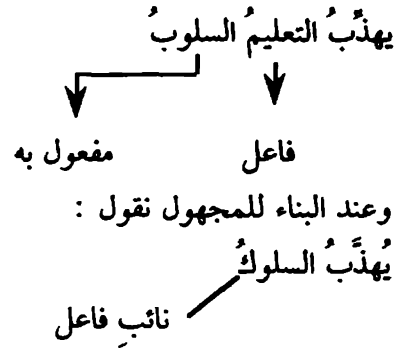 يهذِّبُ التعليمُ السلوبُ
فاعل مفعول به
وعند البناء للمجهول نقول :
يُهذَّبُ السلوكُ
نائب فاعل